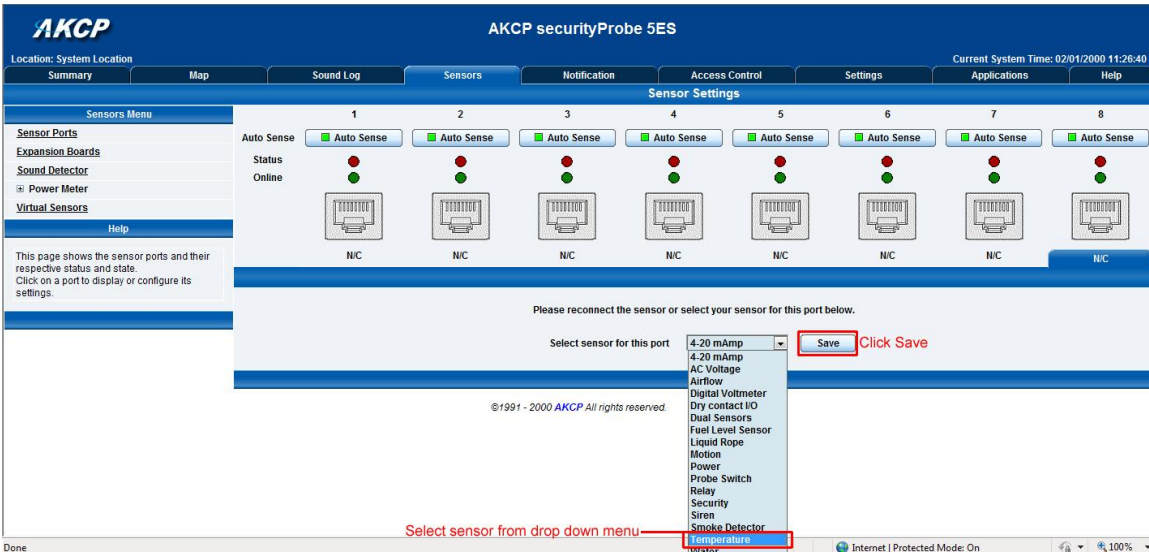 AKCP
AKCP securityProbe 5ES
Location: System Location
Current System Time: 02/01/2000 11:26:40
Summary Map Sound Log Sensors Notification Access Control Settings Applications Help
Sensor Settings
Sensors Menu
Sensor Ports
Expansion Boards
Sound Detector
Power Meter
Virtual Sensors
Help
This page shows the sensor ports and their
respective status and state.
Click on a port to display or configure its
settings.
1 2 3 4 5 6 7 8
Auto Sense Auto Sense Auto Sense Auto Sense Auto Sense Auto Sense Auto Sense Auto Sense Auto Sense
Status
Online
N/C N/C N/C N/C N/C N/C N/C N/C
Please reconnect the sensor or select your sensor for this port below.
Select sensor for this port 4-20 mAmp Save Click Save
4-20 mAmp
AC Voltage
Airflow
Digital Voltmeter
Dry contact I/O
Dual Sensors
Fuel Level Sensor
Liquid Rope
Motion
Power
Probe Switch
Relay
Security
Siren
Smoke Detector
Temperature
Water
©1991 - 2000 AKCP All rights reserved.
Select sensor from drop down menu
Done
Internet | Protected Mode: On
100%